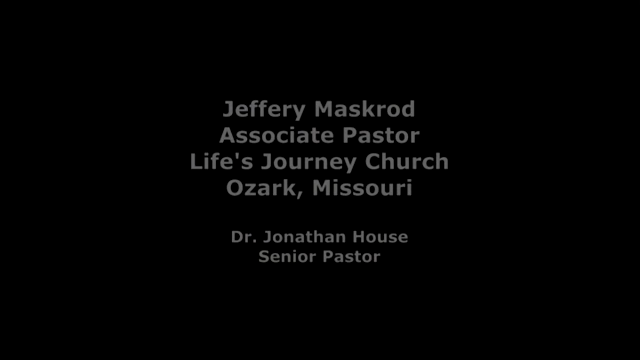 Jeffery Maskrod
Associate Pastor
Life's Journey Church
Ozark, Missouri
Dr. Jonathan House
Senior Pastor